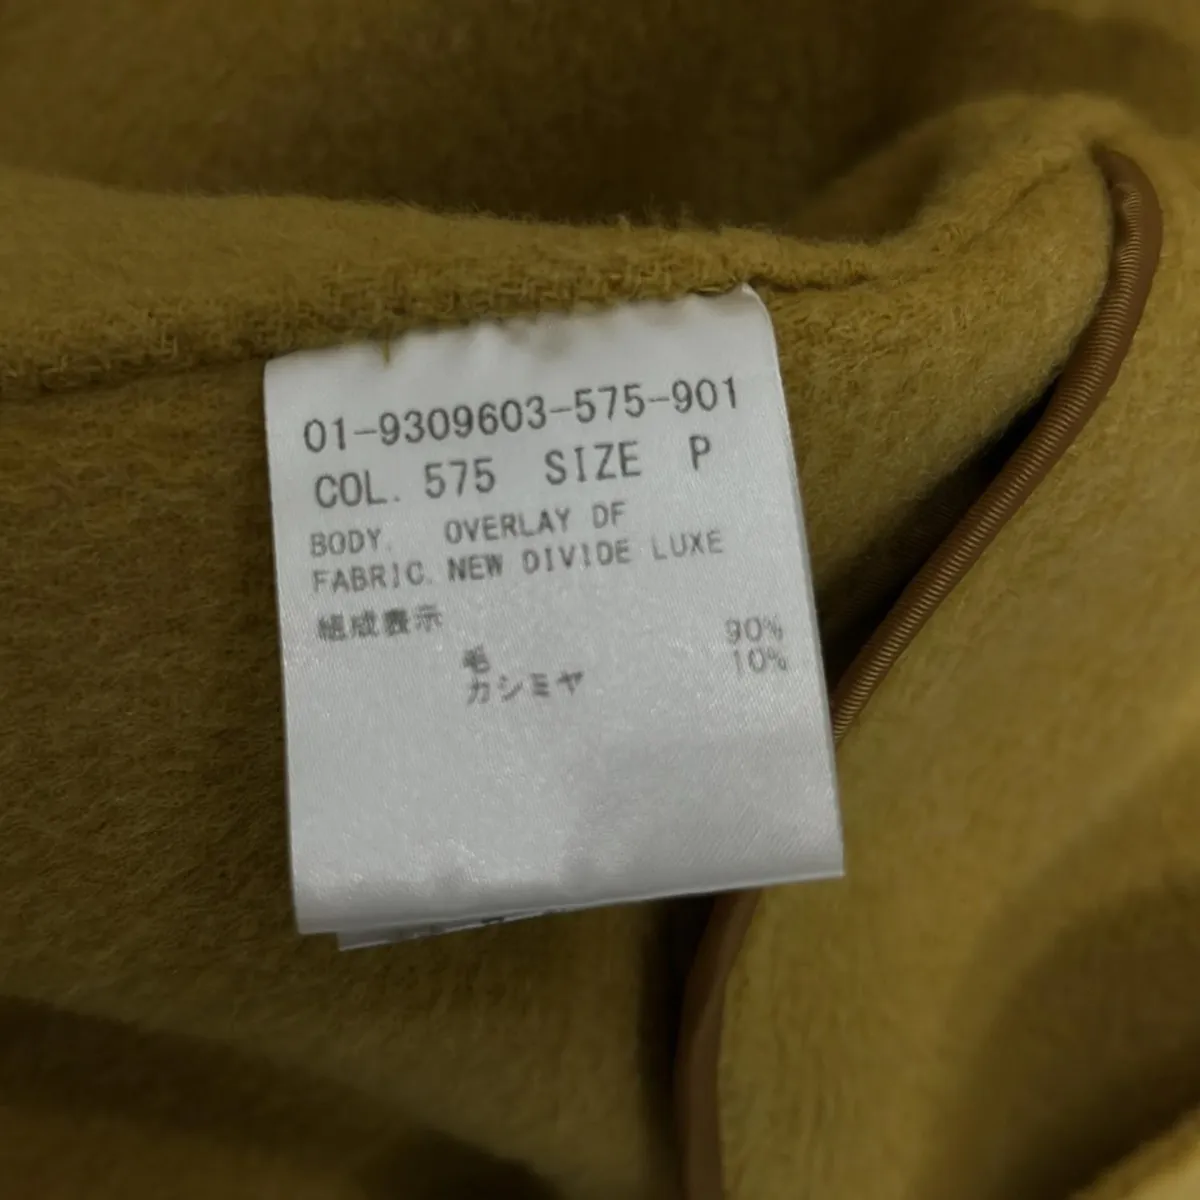 01-9309603-575-901
COL. 575 SIZE P
BODY. OVERLAY DF
FABRIC. NEW DIVIDE LUXE
組成表示
毛 90%
カシミヤ 10%